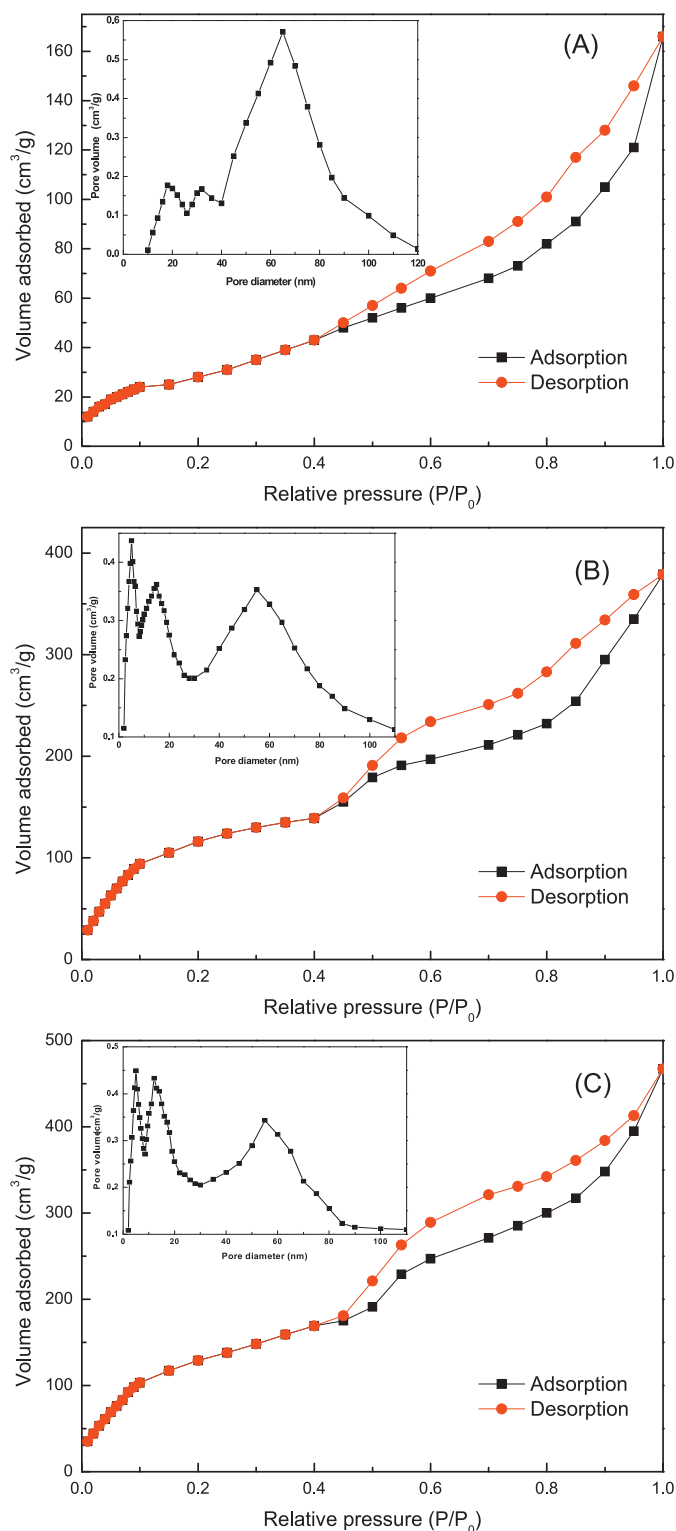 (A)
Volume adsorbed (cm³/g)
160
140
120
100
80
60
40
20
0
0.0 0.2 0.4 0.6 0.8 1.0
Relative pressure (P/P₀)
Adsorption
Desorption
Pore volume (cm³/g)
0.6
0.5
0.4
0.3
0.2
0.1
0.0
0 20 40 60 80 100 120
Pore diameter (nm)
(B)
Volume adsorbed (cm³/g)
400
300
200
100
0
0.0 0.2 0.4 0.6 0.8 1.0
Relative pressure (P/P₀)
Adsorption
Desorption
Pore volume (cm³/g)
0.4
0.3
0.2
0.1
0 20 40 60 80 100
Pore diameter (nm)
(C)
Volume adsorbed (cm³/g)
500
400
300
200
100
0
0.0 0.2 0.4 0.6 0.8 1.0
Relative pressure (P/P₀)
Adsorption
Desorption
Pore volume(cm³/g)
0.5
0.4
0.3
0.2
0.1
0 20 40 60 80 100
Pore diameter (nm)